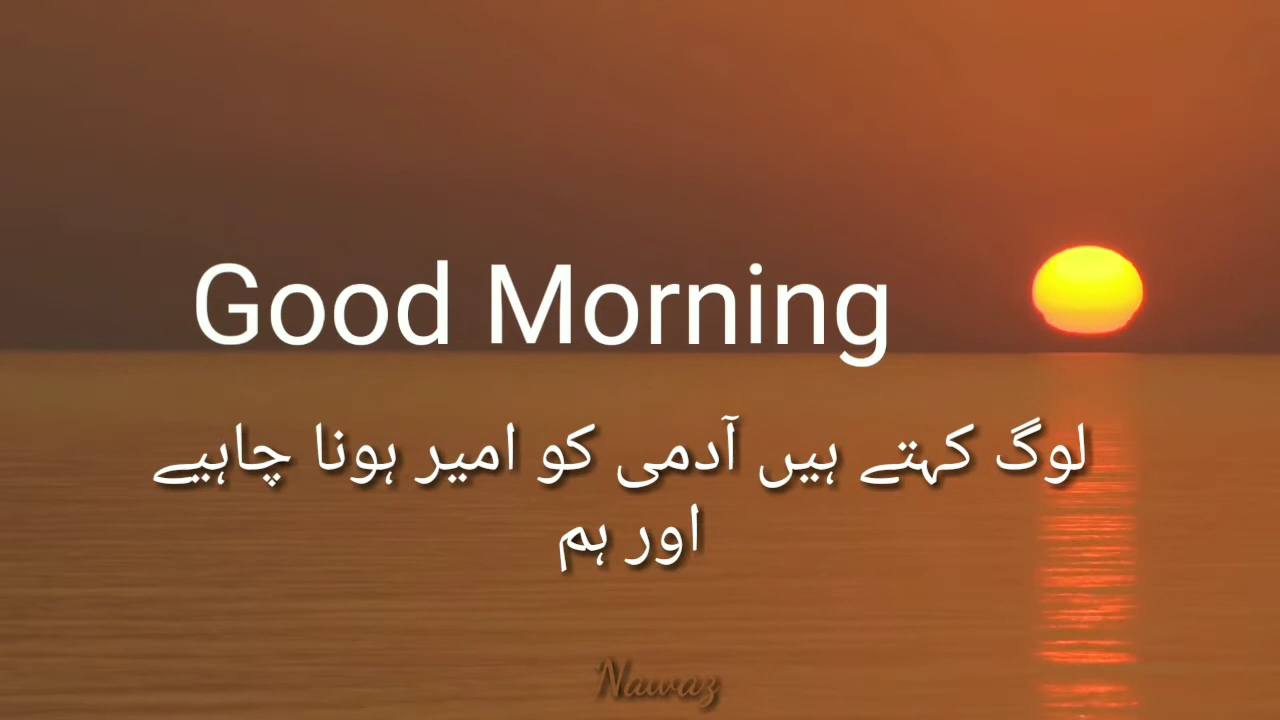 Good Morning
لوگ کہتے ہیں آدمی کو امیر ہونا چاہیے
اور ہم
Nawaz